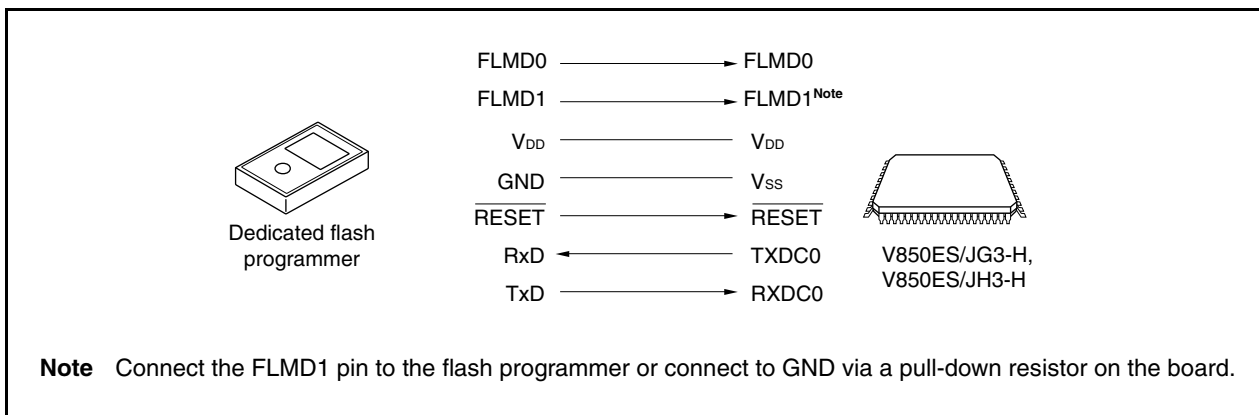 FLMD0 FLMD0
FLMD1 FLMD1Note
VDD VDD
GND VSS
RESET RESET
Dedicated flash
programmer
RxD TXDC0
V850ES/JG3-H,
V850ES/JH3-H
TxD RXDC0
Note Connect the FLMD1 pin to the flash programmer or connect to GND via a pull-down resistor on the board.